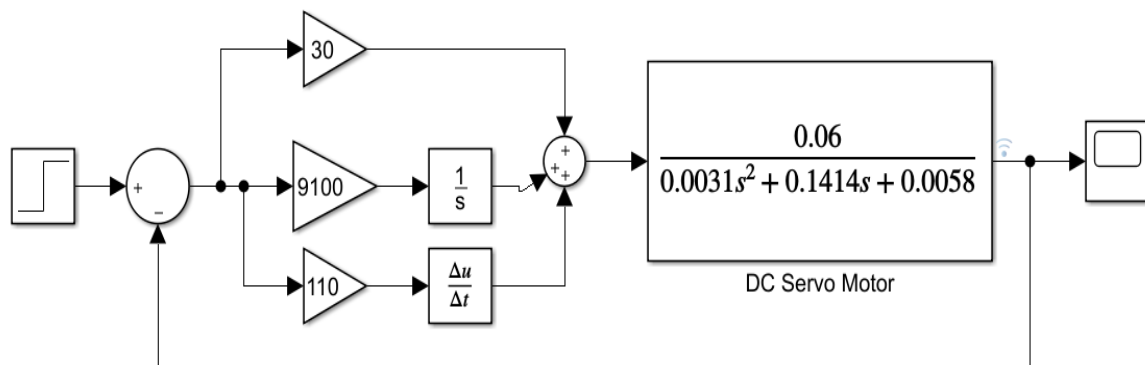 30
+
−
9100
1
s
+
+
+
0.06
0.0031s² + 0.1414s + 0.0058
110
Δu
Δt
DC Servo Motor